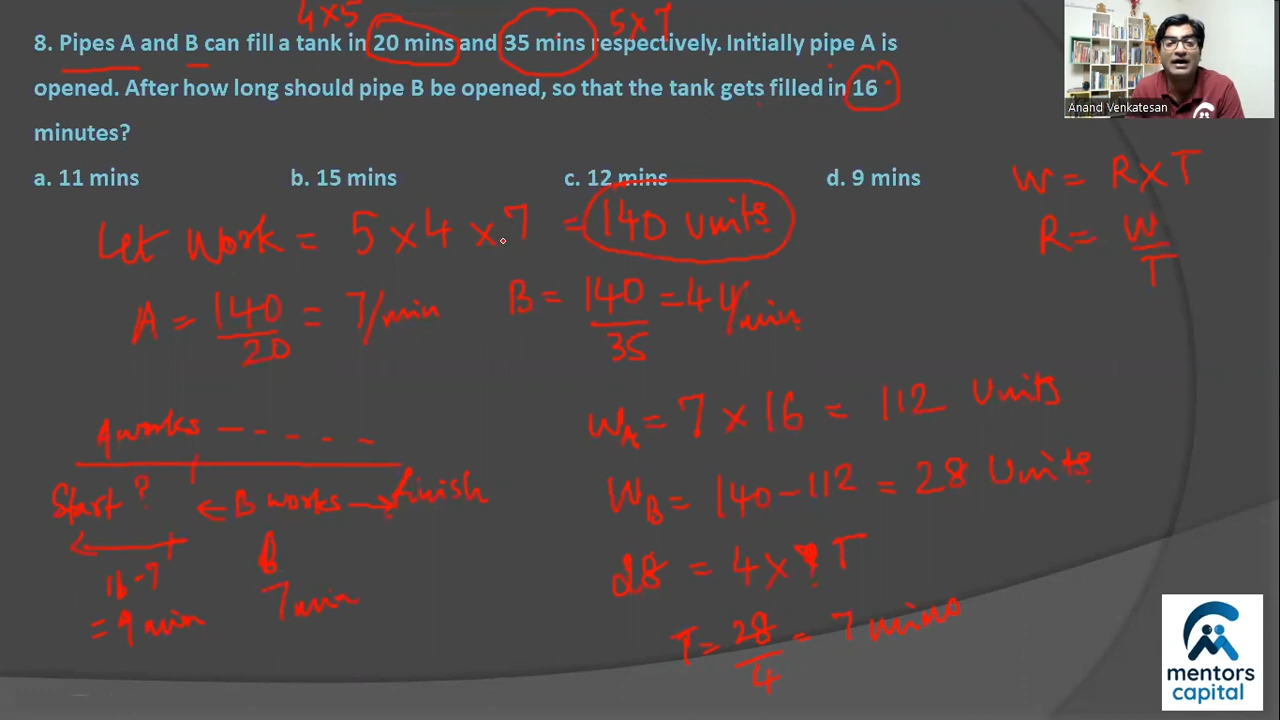 4×5
5×7
8. Pipes A and B can fill a tank in 20 mins and 35 mins respectively. Initially pipe A is
opened. After how long should pipe B be opened, so that the tank gets filled in 16
minutes?
a. 11 mins b. 15 mins c. 12 mins d. 9 mins
Anand Venkatesan
W = R×T
R = W/T
Let Work = 5×4×7 = 140 Units
A = 140/20 = 7/min B = 140/35 = 4 U/min
A works - - - - -
Start ? ← B works → finish
16-7
= 9 min
B
7 min
W_A = 7 × 16 = 112 Units
W_B = 140 - 112 = 28 Units
28 = 4 × T
T = 28/4 = 7 mins
mentors
capital